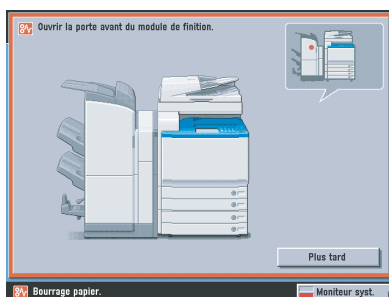 Ouvrir la porte avant du module de finition.
Plus tard
Bourrage papier.
Moniteur syst.